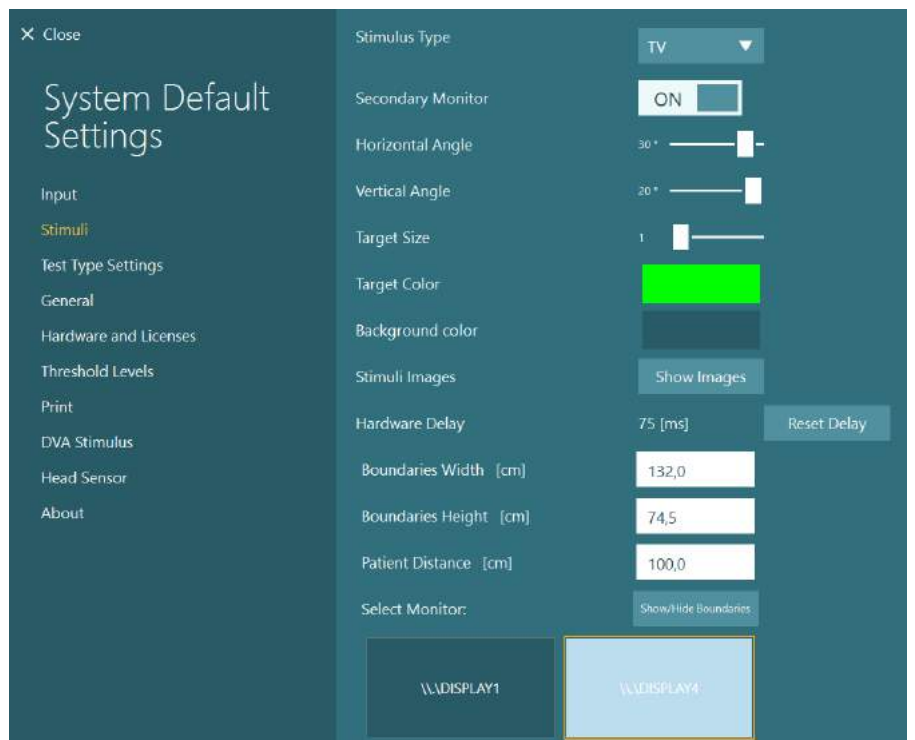 Close
System Default
Settings
Input
Stimuli
Test Type Settings
General
Hardware and Licenses
Threshold Levels
Print
DVA Stimulus
Head Sensor
About
Stimulus Type
TV
Secondary Monitor
ON
Horizontal Angle
30 °
Vertical Angle
20 °
Target Size
1
Target Color
Background color
Stimuli Images
Show Images
Hardware Delay
75 [ms]
Reset Delay
Boundaries Width [cm]
132,0
Boundaries Height [cm]
74,5
Patient Distance [cm]
100,0
Select Monitor:
Show/Hide Boundaries
\\.\DISPLAY1
\\.\DISPLAY4